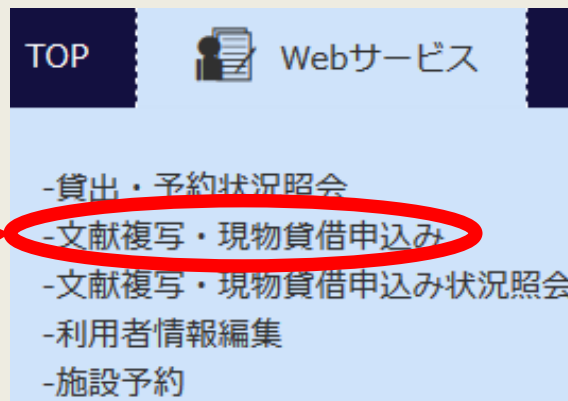 TOP
Webサービス
-貸出・予約状況照会
-文献複写・現物貸借申込み
-文献複写・現物貸借申込み状況照会
-利用者情報編集
-施設予約